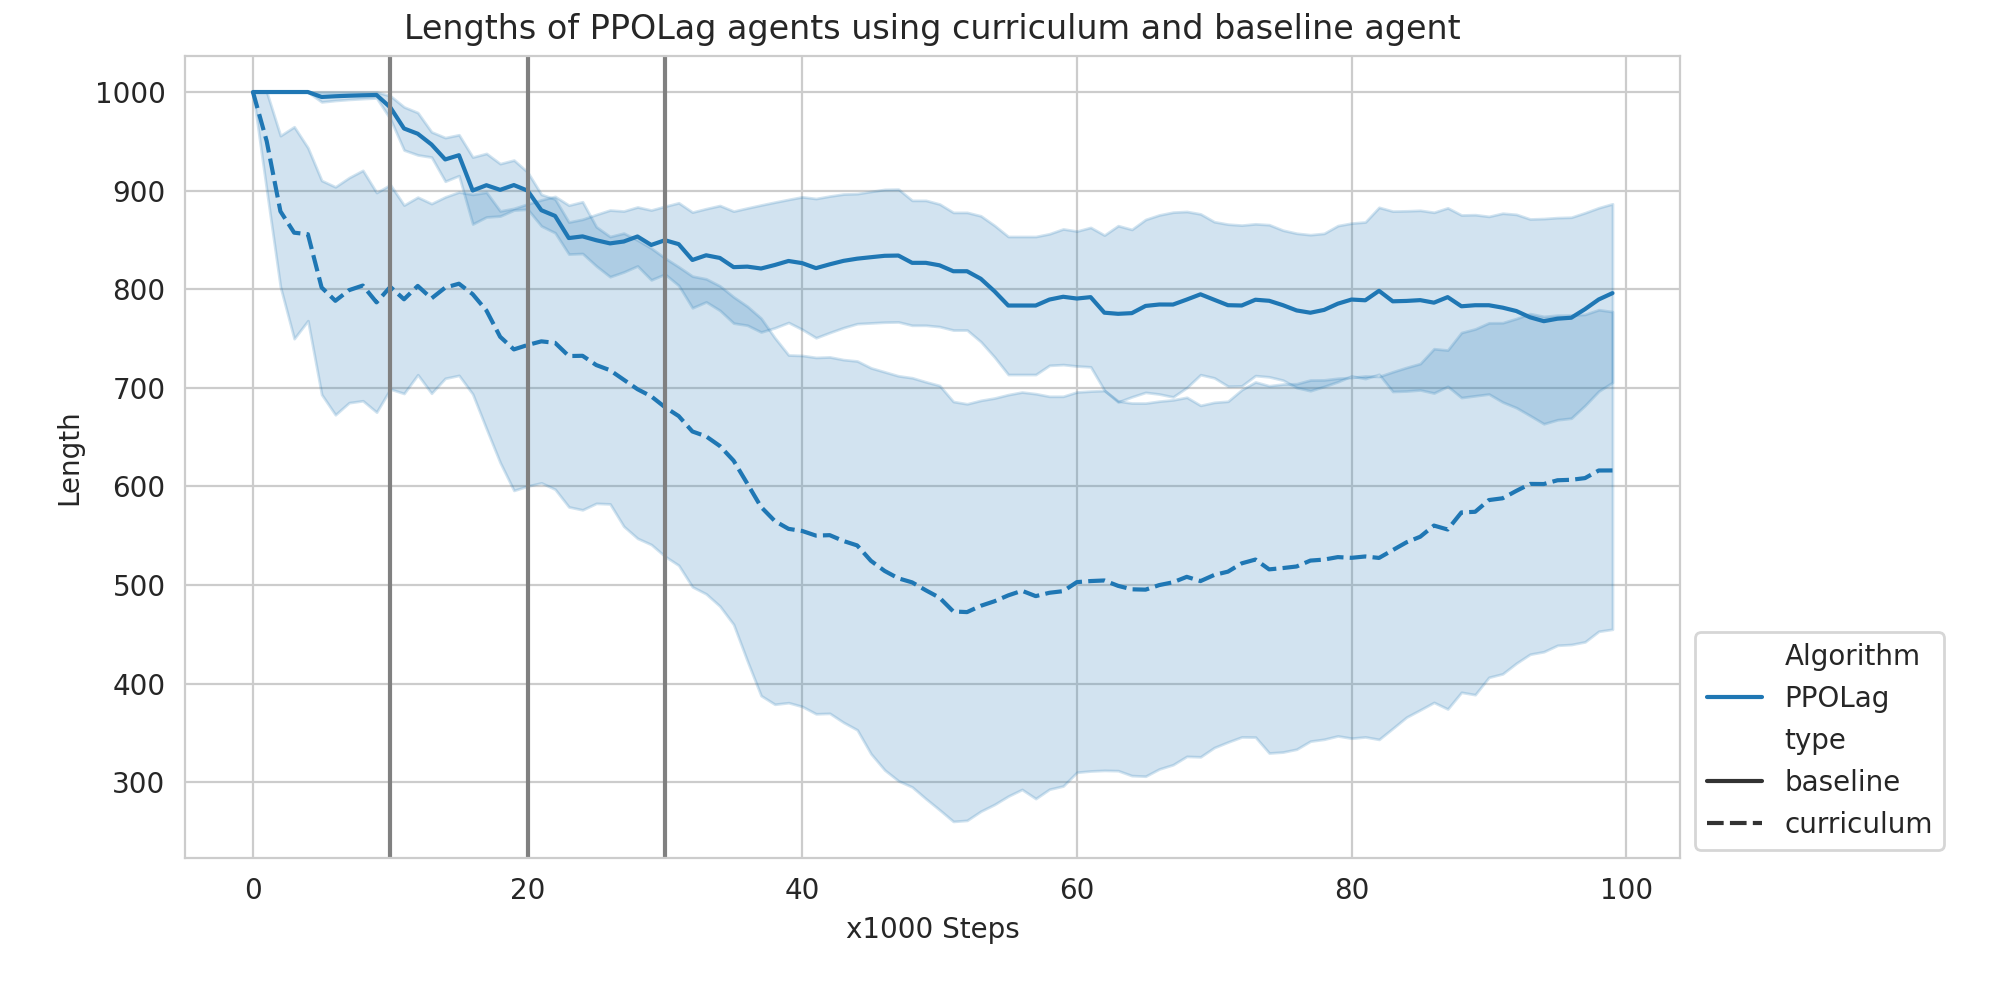 Lengths of PPOLag agents using curriculum and baseline agent
1000
900
800
700
600
500
400
300
Length
0 20 40 60 80 100
x1000 Steps
Algorithm
PPOLag
type
baseline
curriculum